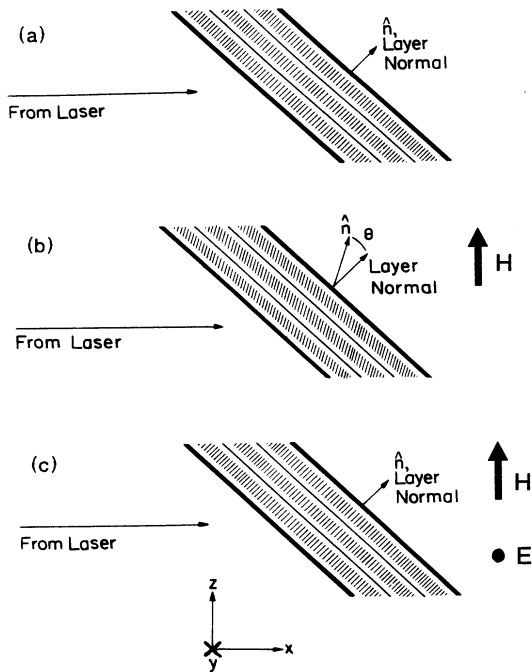 (a)
n̂,
Layer
Normal
From Laser
(b)
n̂
θ
Layer
Normal
H
From Laser
(c)
n̂,
Layer
Normal
H
From Laser
E
z
x
y